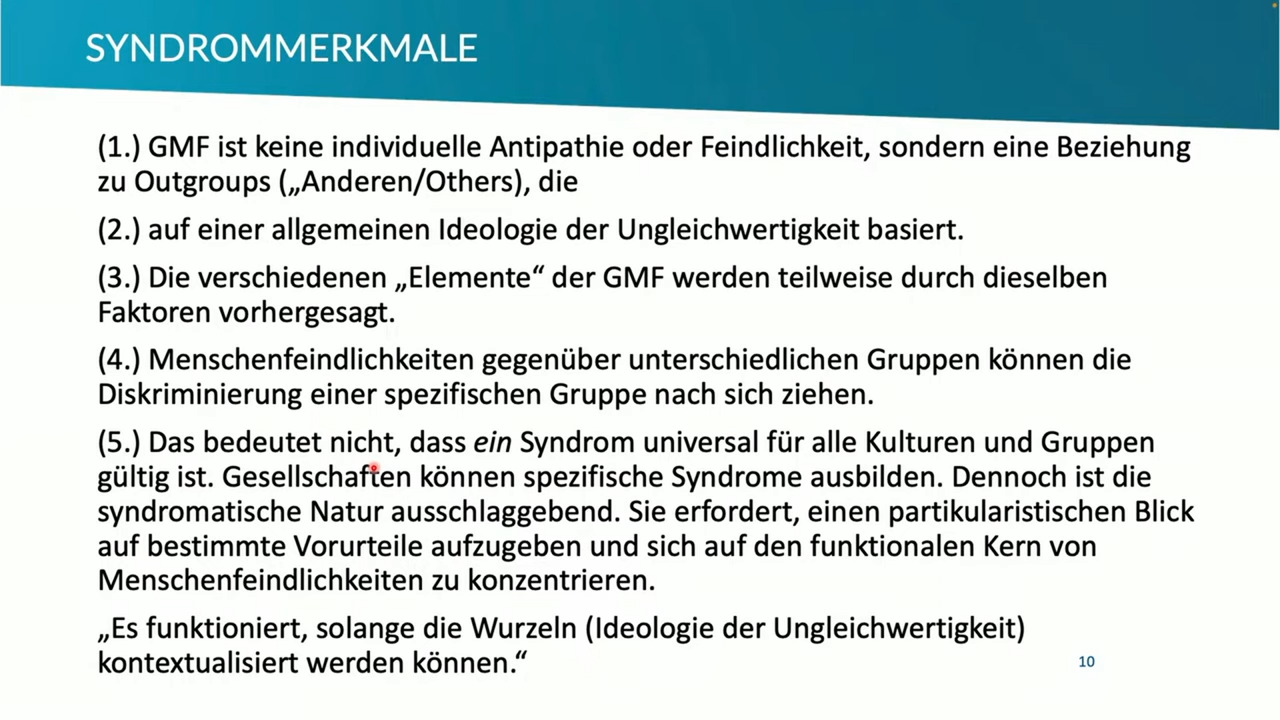 SYNDROMMERKMALE
(1.) GMF ist keine individuelle Antipathie oder Feindlichkeit, sondern eine Beziehung
zu Outgroups („Anderen/Others), die
(2.) auf einer allgemeinen Ideologie der Ungleichwertigkeit basiert.
(3.) Die verschiedenen „Elemente“ der GMF werden teilweise durch dieselben
Faktoren vorhergesagt.
(4.) Menschenfeindlichkeiten gegenüber unterschiedlichen Gruppen können die
Diskriminierung einer spezifischen Gruppe nach sich ziehen.
(5.) Das bedeutet nicht, dass ein Syndrom universal für alle Kulturen und Gruppen
gültig ist. Gesellschaften können spezifische Syndrome ausbilden. Dennoch ist die
syndromatische Natur ausschlaggebend. Sie erfordert, einen partikularistischen Blick
auf bestimmte Vorurteile aufzugeben und sich auf den funktionalen Kern von
Menschenfeindlichkeiten zu konzentrieren.
„Es funktioniert, solange die Wurzeln (Ideologie der Ungleichwertigkeit)
kontextualisiert werden können.“
10